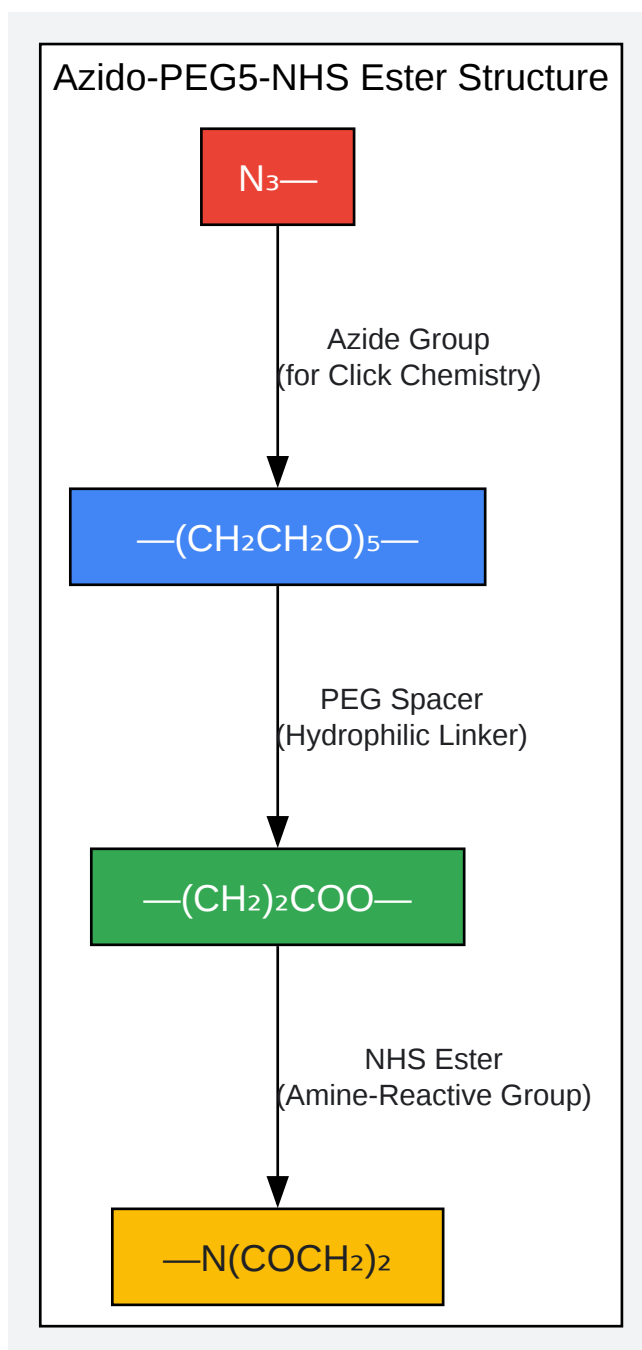 Azido-PEG5-NHS Ester Structure
N₃—
Azide Group
(for Click Chemistry)
—(CH₂CH₂O)₅—
PEG Spacer
(Hydrophilic Linker)
—(CH₂)₂COO—
NHS Ester
(Amine-Reactive Group)
—N(COCH₂)₂